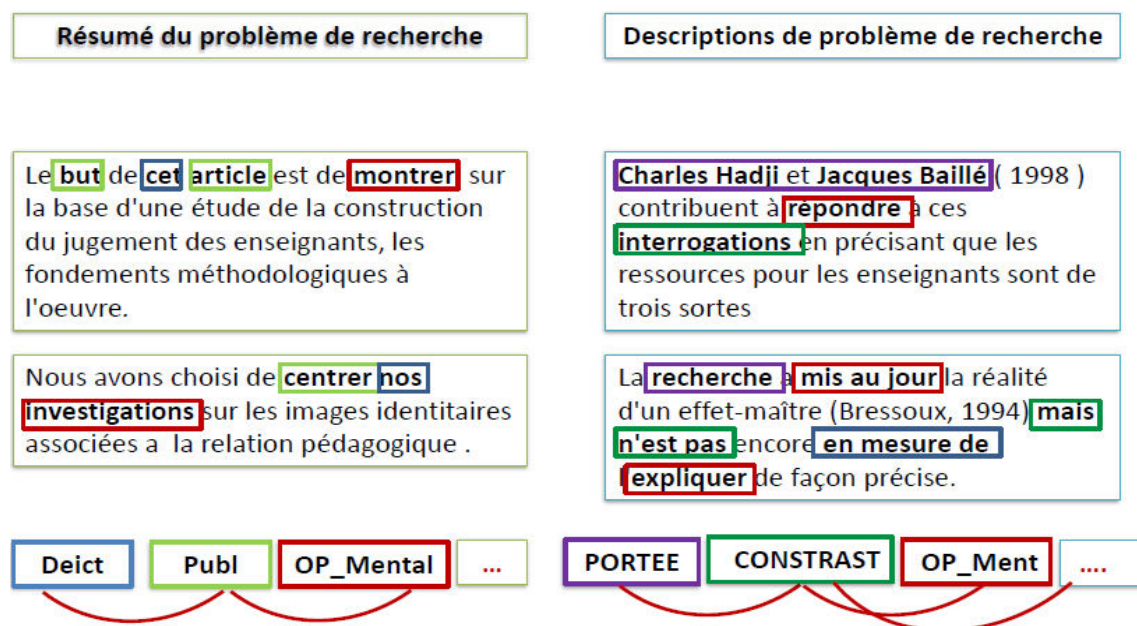 Résumé du problème de recherche
Descriptions de problème de recherche
Le but de cet article est de montrer sur
la base d'une étude de la construction
du jugement des enseignants, les
fondements méthodologiques à
l'oeuvre.
Charles Hadji et Jacques Baillé ( 1998 )
contribuent à répondre à ces
interrogations en précisant que les
ressources pour les enseignants sont de
trois sortes
Nous avons choisi de centrer nos
investigations sur les images identitaires
associées a la relation pédagogique .
La recherche a mis au jour la réalité
d'un effet-maître (Bressoux, 1994) mais
n'est pas encore en mesure de
l'expliquer de façon précise.
Deict Publ OP_Mental ...
PORTEE CONSTRAST OP_Ment ....